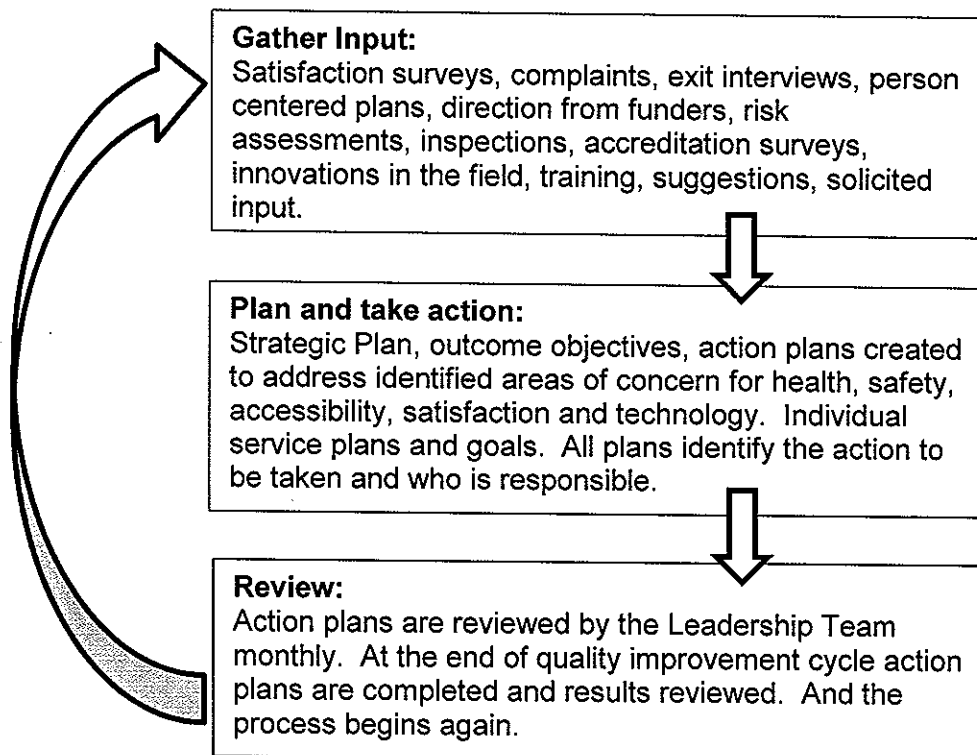 Gather Input:
Satisfaction surveys, complaints, exit interviews, person
centered plans, direction from funders, risk
assessments, inspections, accreditation surveys,
innovations in the field, training, suggestions, solicited
input.
Plan and take action:
Strategic Plan, outcome objectives, action plans created
to address identified areas of concern for health, safety,
accessibility, satisfaction and technology.  Individual
service plans and goals.  All plans identify the action to
be taken and who is responsible.
Review:
Action plans are reviewed by the Leadership Team
monthly.  At the end of quality improvement cycle action
plans are completed and results reviewed.  And the
process begins again.